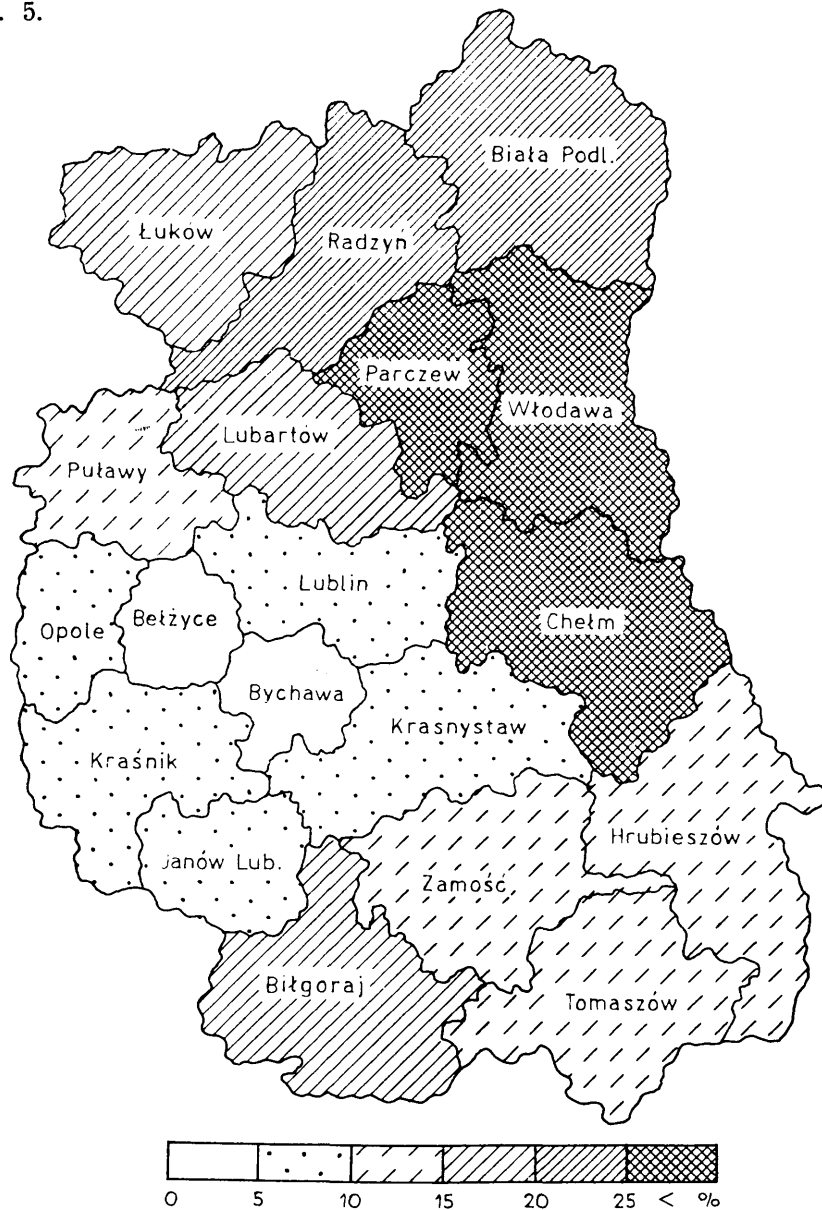 . 5.
Biała Podl.
Łuków
Radzyń
Parczew
Włodawa
Lubartów
Puławy
Lublin
Chełm
Opole
Bełżyce
Bychawa
Krasnystaw
Kraśnik
Hrubieszów
Janów Lub.
Zamość
Biłgoraj
Tomaszów
0 5 10 15 20 25 < %